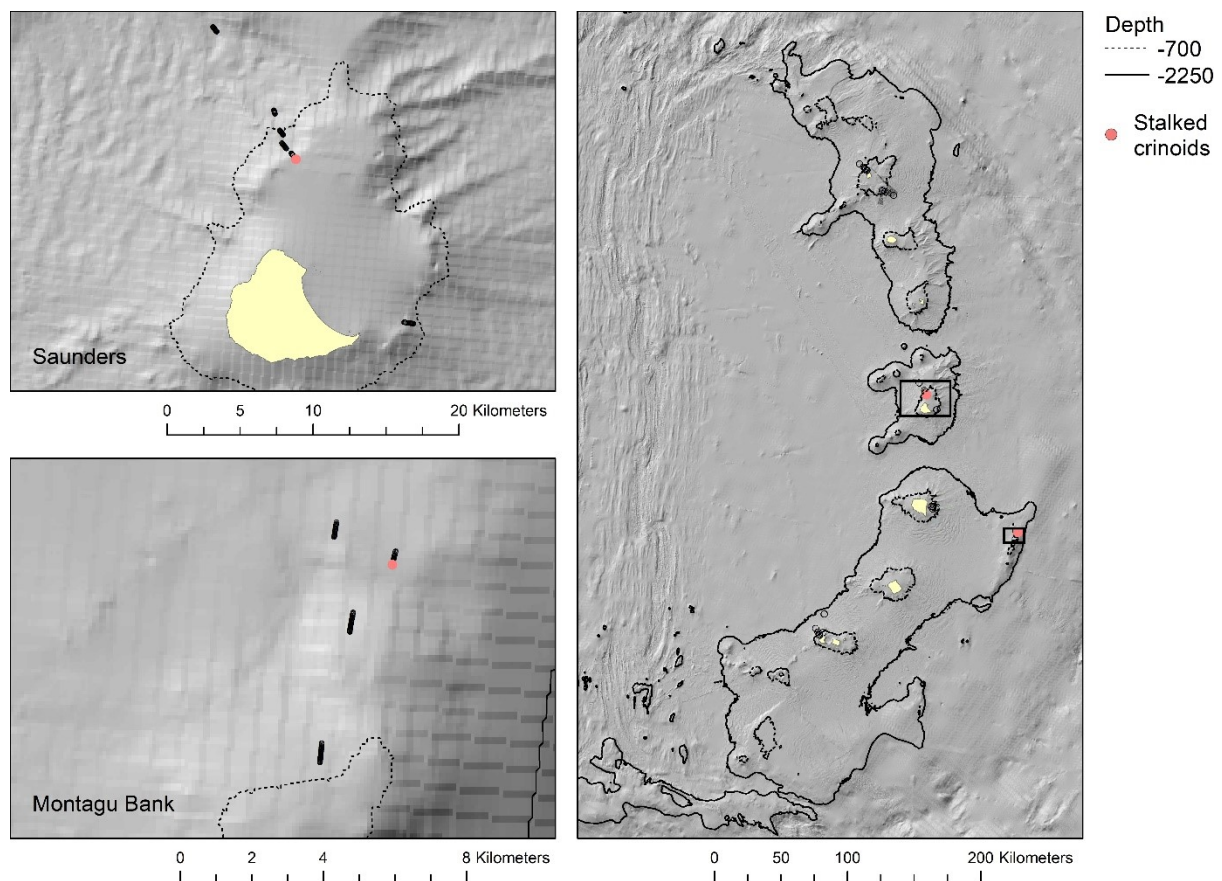 Depth
-700
-2250
Stalked
crinoids
Saunders
0 5 10 20 Kilometers
Montagu Bank
0 2 4 8 Kilometers
0 50 100 200 Kilometers